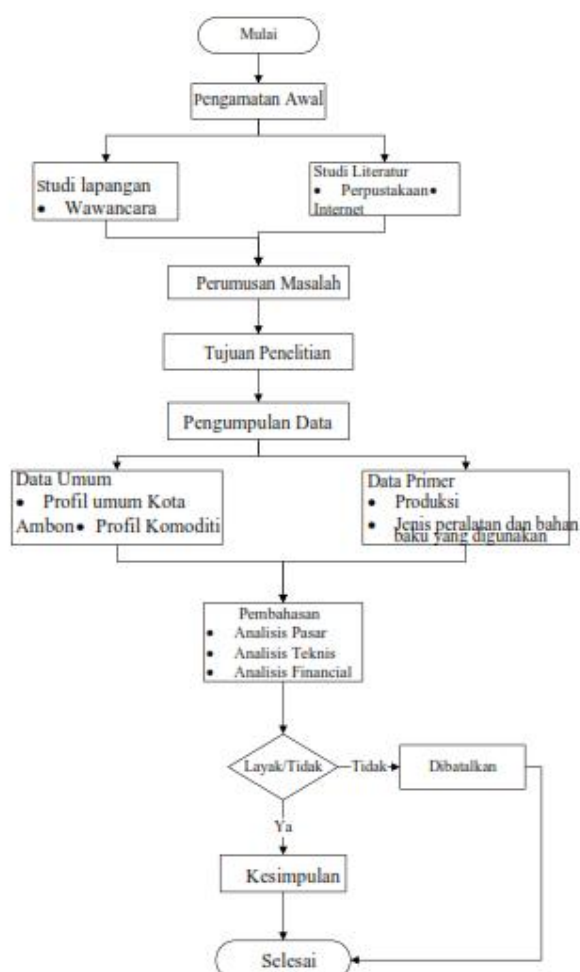 Mulai
Pengamatan Awal
Studi lapangan
• Wawancara
Studi Literatur
• Perpustakaan•
Internet
Perumusan Masalah
Tujuan Penelitian
Pengumpulan Data
Data Umum
• Profil umum Kota
Ambon• Profil Komoditi
Data Primer
• Produksi
• Jenis peralatan dan bahan
baku yang digunakan
Pembahasan
• Analisis Pasar
• Analisis Teknis
• Analisis Financial
Layak/Tidak
Tidak
Dibatalkan
Ya
Kesimpulan
Selesai